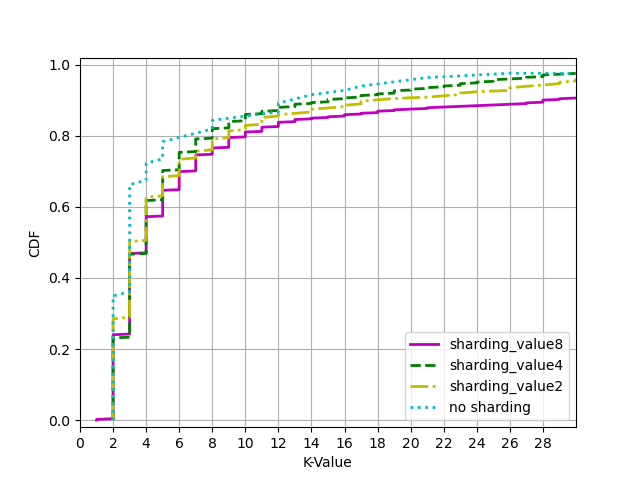 1.0
0.8
0.6
0.4
0.2
0.0
CDF
0 2 4 6 8 10 12 14 16 18 20 22 24 26 28
K-Value
sharding_value8
sharding_value4
sharding_value2
no sharding